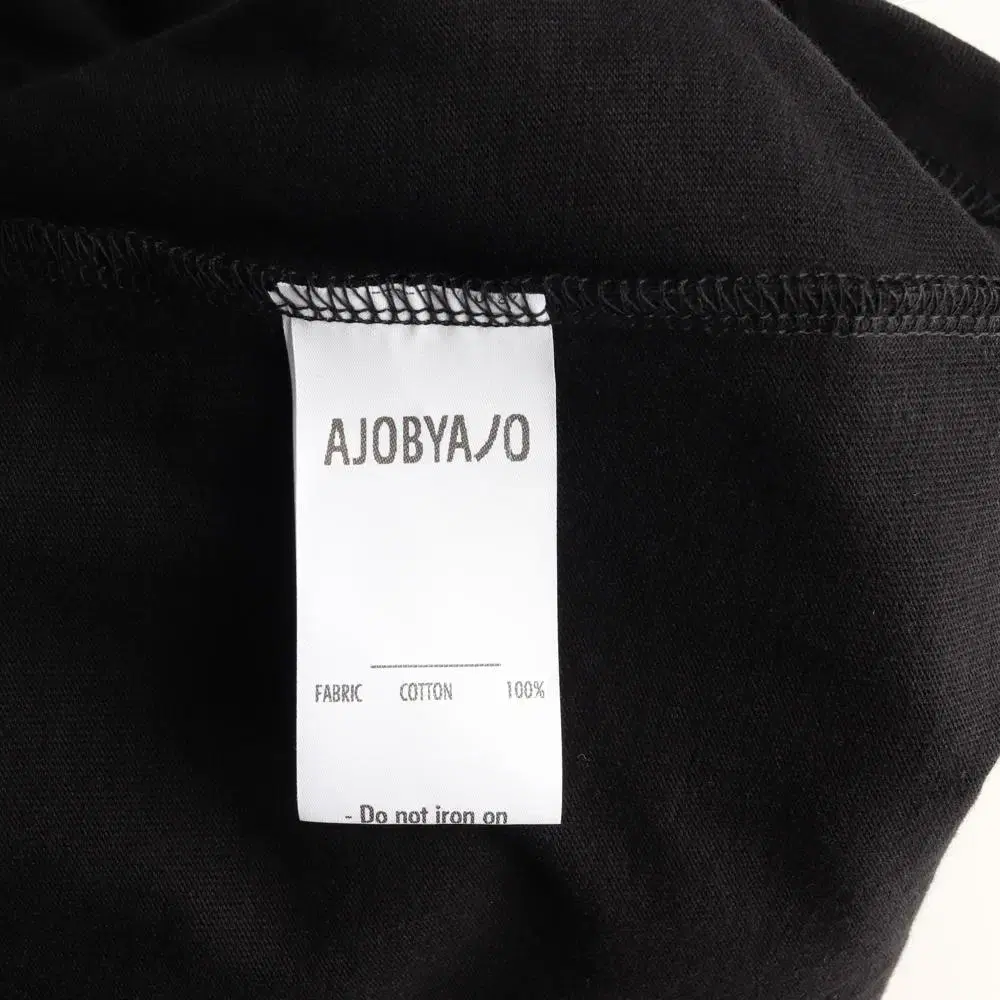 AJOBYAJO
FABRIC COTTON 100%
- Do not iron on